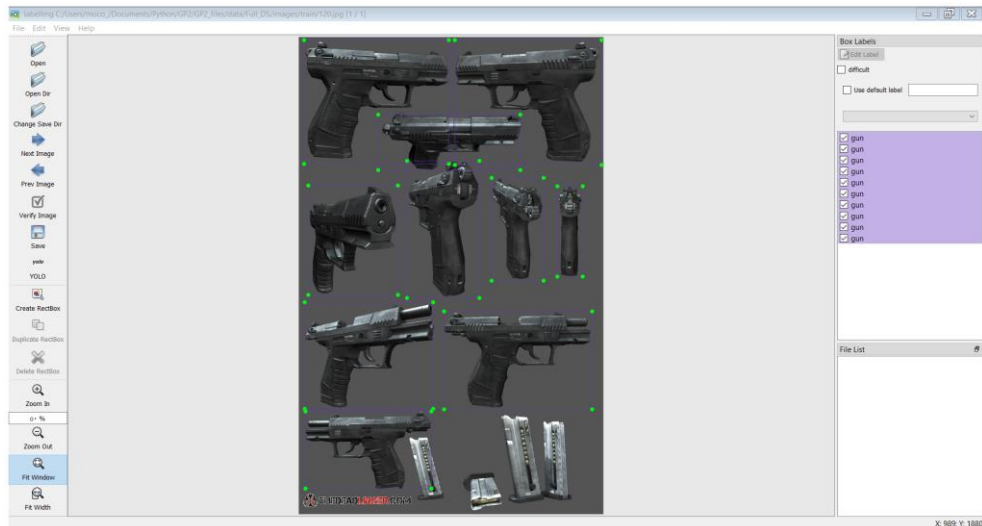 labelImg C:/Users/moco_/Documents/Python/GP2/GP2_files/data/Full_DS/images/train/120.jpg [1 / 1]
File Edit View Help
Open
Open Dir
Change Save Dir
Next Image
Prev Image
Verify Image
Save
yolo
YOLO
Create RectBox
Duplicate RectBox
Delete RectBox
Zoom In
%
Zoom Out
Fit Window
Fit Width
Box Labels
Edit Label
difficult
Use default label
gun
gun
gun
gun
gun
gun
gun
gun
gun
gun
File List
X: 989; Y: 1880